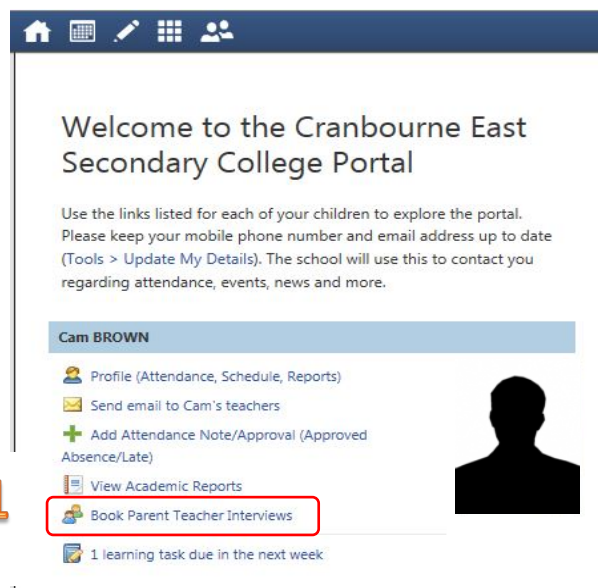 Welcome to the Cranbourne East
Secondary College Portal
Use the links listed for each of your children to explore the portal.
Please keep your mobile phone number and email address up to date
(Tools > Update My Details). The school will use this to contact you
regarding attendance, events, news and more.
Cam BROWN
Profile (Attendance, Schedule, Reports)
Send email to Cam's teachers
Add Attendance Note/Approval (Approved
Absence/Late)
View Academic Reports
1
Book Parent Teacher Interviews
1 learning task due in the next week